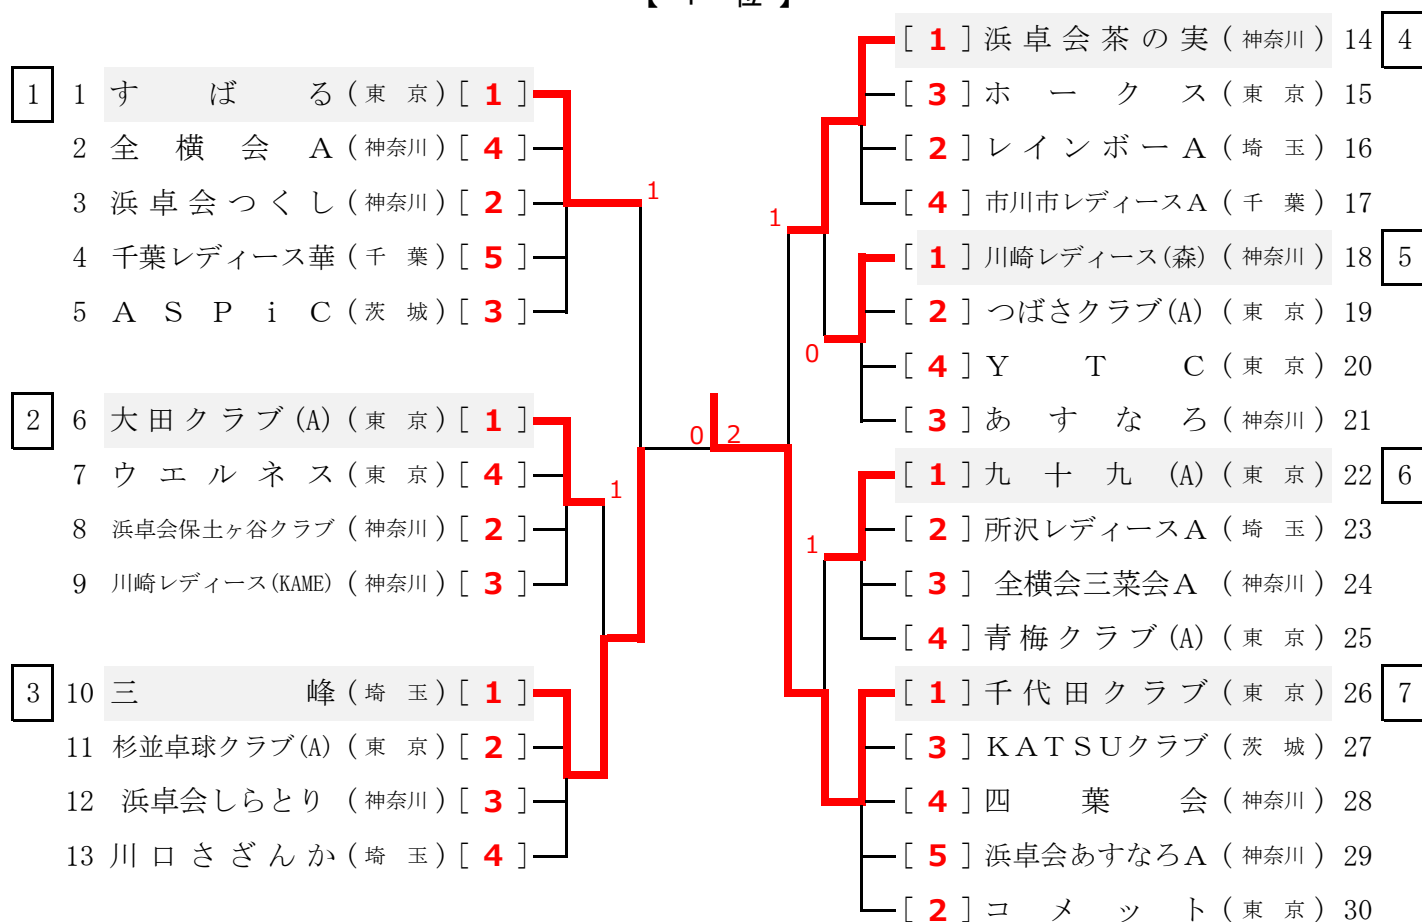 【 1 位 】
1 1 すばる (東 京) [ 1 ]
2 全横会A (神奈川) [ 4 ]
3 浜卓会つくし (神奈川) [ 2 ]
4 千葉レディース華 (千 葉) [ 5 ]
5 ASPiC (茨 城) [ 3 ]
1
2 6 大田クラブ(A) (東 京) [ 1 ]
7 ウエルネス (東 京) [ 4 ]
8 浜卓会保土ヶ谷クラブ (神奈川) [ 2 ]
9 川崎レディース(KAME) (神奈川) [ 3 ]
1
3 10 三峰 (埼 玉) [ 1 ]
11 杉並卓球クラブ(A) (東 京) [ 2 ]
12 浜卓会しらとり (神奈川) [ 3 ]
13 川口さざんか (埼 玉) [ 4 ]
0 2
[ 1 ] 浜卓会茶の実 (神奈川) 14 4
[ 3 ] ホークス (東 京) 15
[ 2 ] レインボーA (埼 玉) 16
[ 4 ] 市川市レディースA (千 葉) 17
1
[ 1 ] 川崎レディース(森) (神奈川) 18 5
[ 2 ] つばさクラブ(A) (東 京) 19
0
[ 4 ] YTC (東 京) 20
[ 3 ] あすなろ (神奈川) 21
[ 1 ] 九十九(A) (東 京) 22 6
[ 2 ] 所沢レディースA (埼 玉) 23
1
[ 3 ] 全横会三菜会A (神奈川) 24
[ 4 ] 青梅クラブ(A) (東 京) 25
[ 1 ] 千代田クラブ (東 京) 26 7
[ 3 ] KATSUクラブ (茨 城) 27
[ 4 ] 四葉会 (神奈川) 28
[ 5 ] 浜卓会あすなろA (神奈川) 29
[ 2 ] コメット (東 京) 30